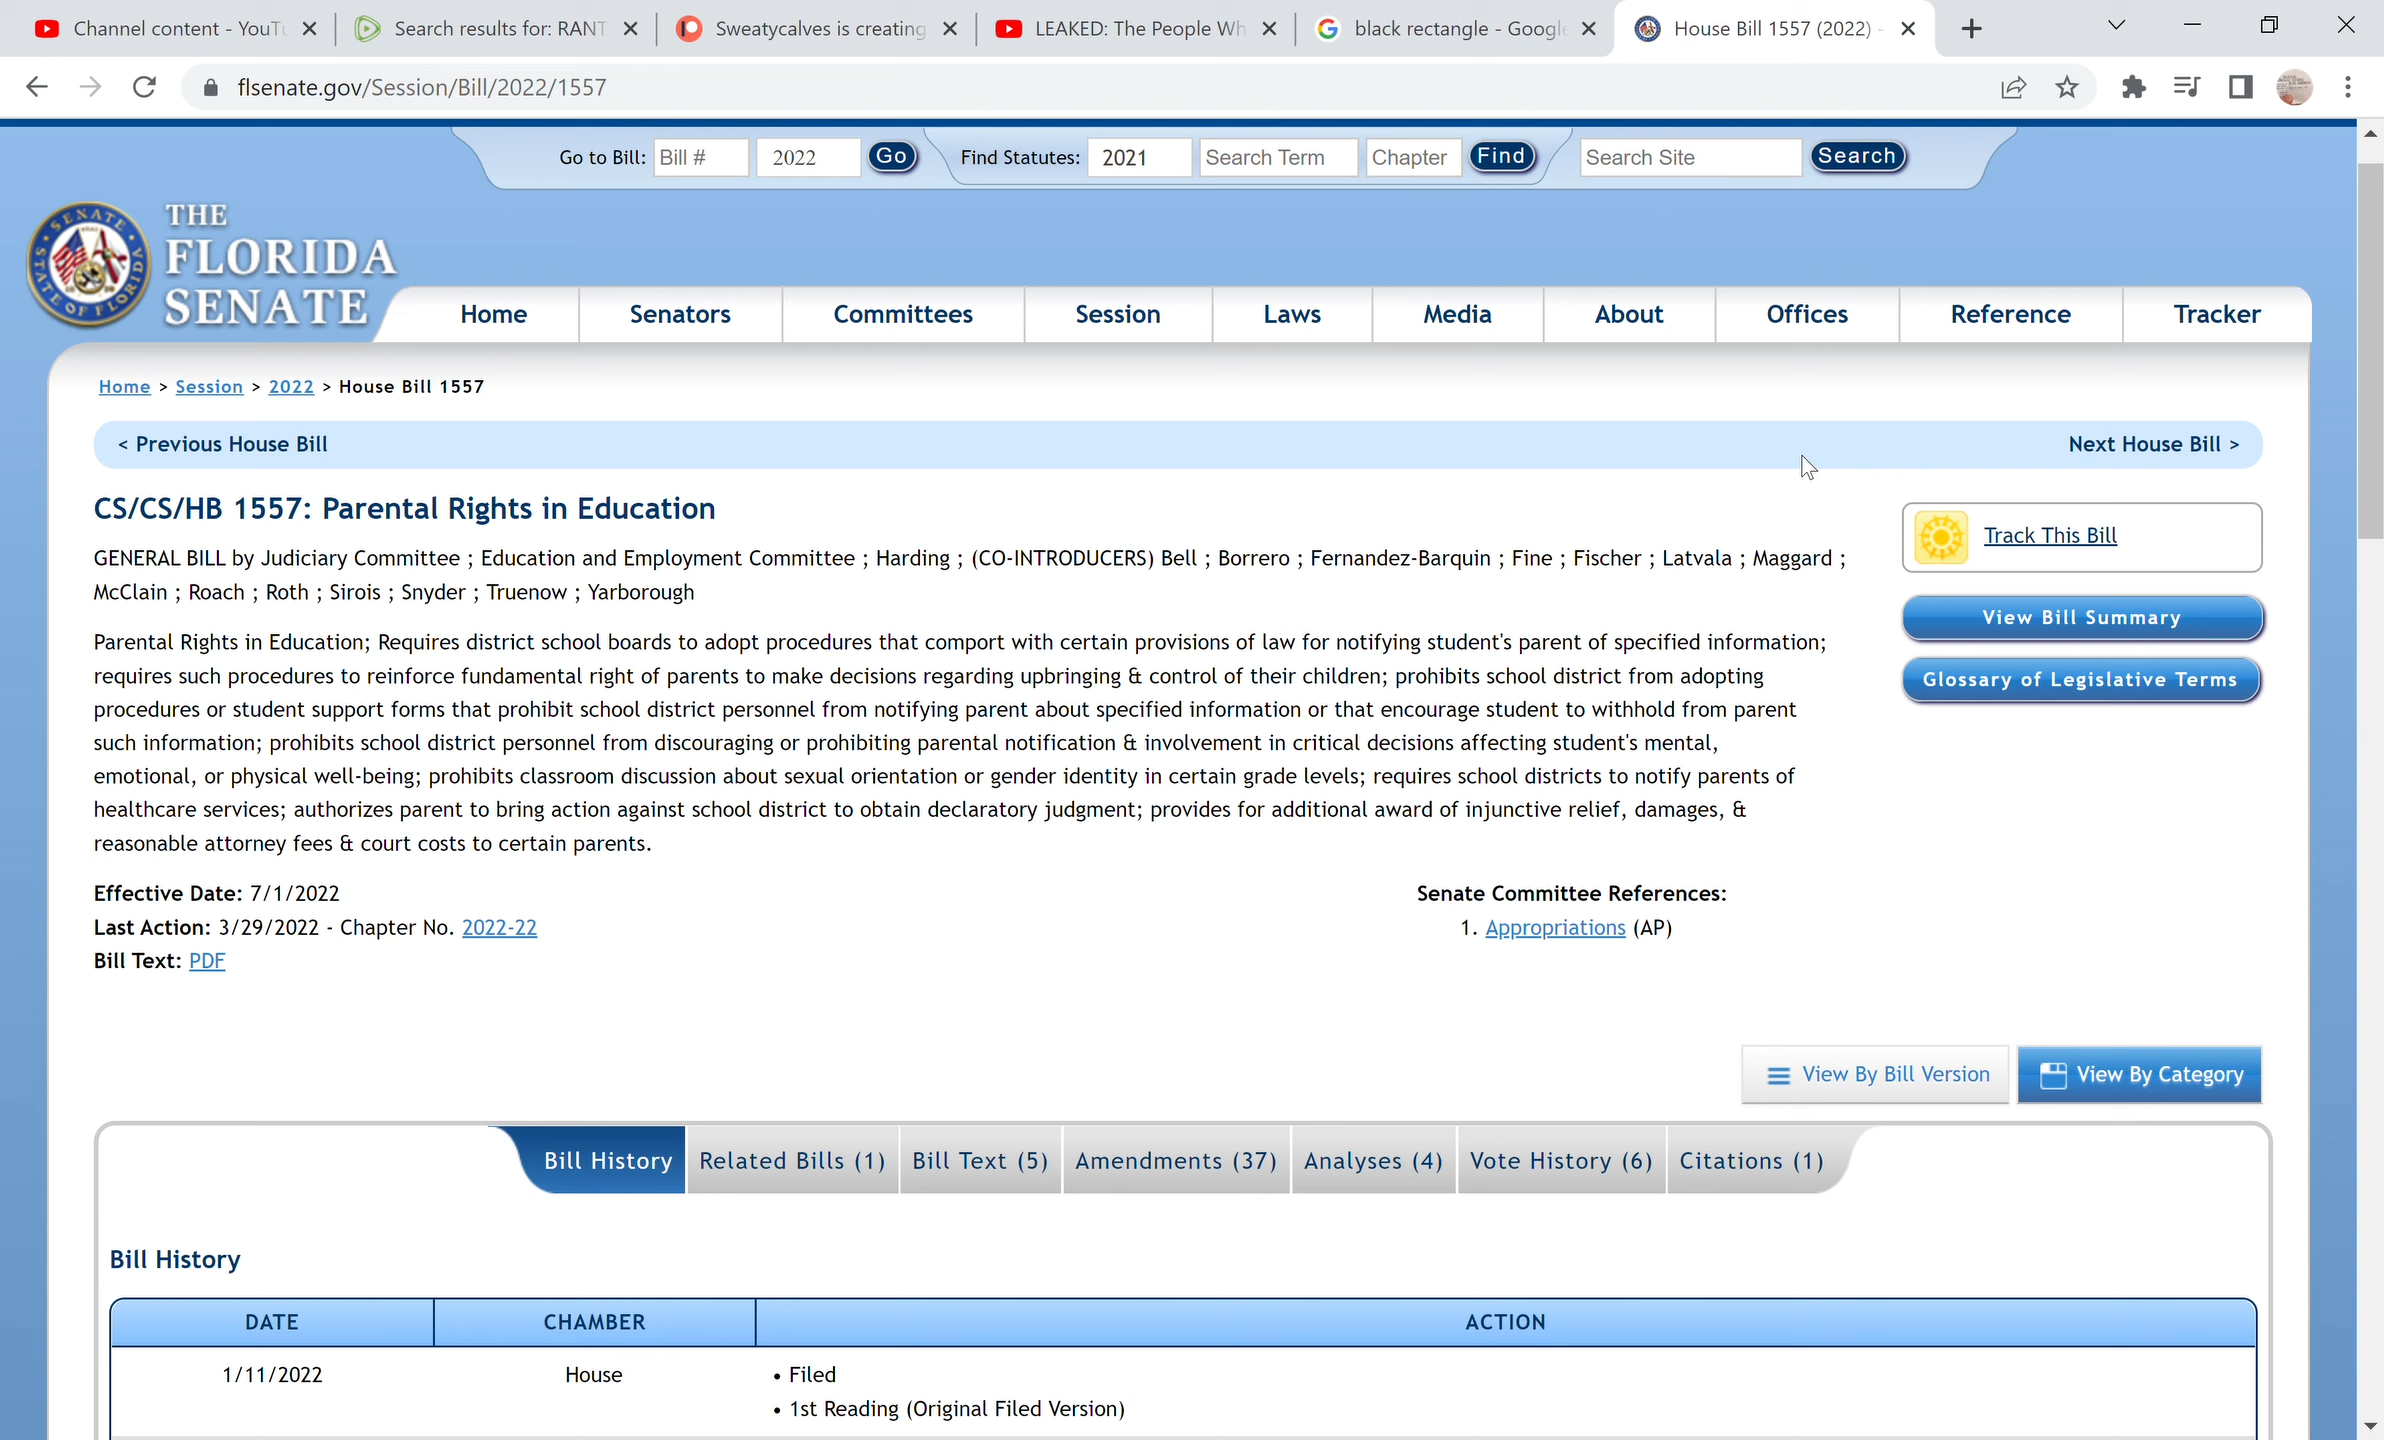 Channel content - YouTu
Search results for: RANT
Sweatycalves is creating
LEAKED: The People Wh
black rectangle - Google
House Bill 1557 (2022) -
flsenate.gov/Session/Bill/2022/1557
Go to Bill: Bill # 2022 Go Find Statutes: 2021 Search Term Chapter Find Search Site Search
SENATE STATE OF FLORIDA
THE
FLORIDA
SENATE
Home Senators Committees Session Laws Media About Offices Reference Tracker
Home > Session > 2022 > House Bill 1557
< Previous House Bill Next House Bill >
CS/CS/HB 1557: Parental Rights in Education
GENERAL BILL by Judiciary Committee ; Education and Employment Committee ; Harding ; (CO-INTRODUCERS) Bell ; Borrero ; Fernandez-Barquin ; Fine ; Fischer ; Latvala ; Maggard ;
McClain ; Roach ; Roth ; Sirois ; Snyder ; Truenow ; Yarborough
Parental Rights in Education; Requires district school boards to adopt procedures that comport with certain provisions of law for notifying student's parent of specified information;
requires such procedures to reinforce fundamental right of parents to make decisions regarding upbringing & control of their children; prohibits school district from adopting
procedures or student support forms that prohibit school district personnel from notifying parent about specified information or that encourage student to withhold from parent
such information; prohibits school district personnel from discouraging or prohibiting parental notification & involvement in critical decisions affecting student's mental,
emotional, or physical well-being; prohibits classroom discussion about sexual orientation or gender identity in certain grade levels; requires school districts to notify parents of
healthcare services; authorizes parent to bring action against school district to obtain declaratory judgment; provides for additional award of injunctive relief, damages, &
reasonable attorney fees & court costs to certain parents.
Track This Bill
View Bill Summary
Glossary of Legislative Terms
Effective Date: 7/1/2022
Last Action: 3/29/2022 - Chapter No. 2022-22
Bill Text: PDF
Senate Committee References:
1. Appropriations (AP)
View By Bill Version View By Category
Bill History Related Bills (1) Bill Text (5) Amendments (37) Analyses (4) Vote History (6) Citations (1)
Bill History
DATE CHAMBER ACTION
1/11/2022 House • Filed
• 1st Reading (Original Filed Version)